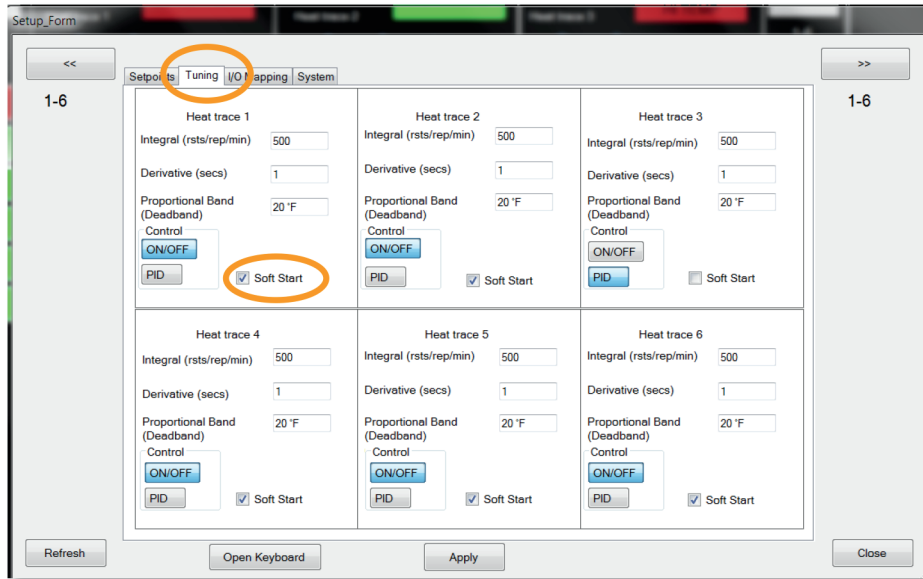 Heat trace 2
Heat trace 3
Setup_Form
<<
>>
Setpoints Tuning I/O Mapping System
1-6
1-6
Heat trace 1
Integral (rsts/rep/min) 500
Derivative (secs) 1
Proportional Band
(Deadband) 20 °F
Control
ON/OFF
PID
Soft Start
Heat trace 2
Integral (rsts/rep/min) 500
Derivative (secs) 1
Proportional Band
(Deadband) 20 °F
Control
ON/OFF
PID
Soft Start
Heat trace 3
Integral (rsts/rep/min) 500
Derivative (secs) 1
Proportional Band
(Deadband) 20 °F
Control
ON/OFF
PID
Soft Start
Heat trace 4
Integral (rsts/rep/min) 500
Derivative (secs) 1
Proportional Band
(Deadband) 20 °F
Control
ON/OFF
PID
Soft Start
Heat trace 5
Integral (rsts/rep/min) 500
Derivative (secs) 1
Proportional Band
(Deadband) 20 °F
Control
ON/OFF
PID
Soft Start
Heat trace 6
Integral (rsts/rep/min) 500
Derivative (secs) 1
Proportional Band
(Deadband) 20 °F
Control
ON/OFF
PID
Soft Start
Refresh
Open Keyboard
Apply
Close